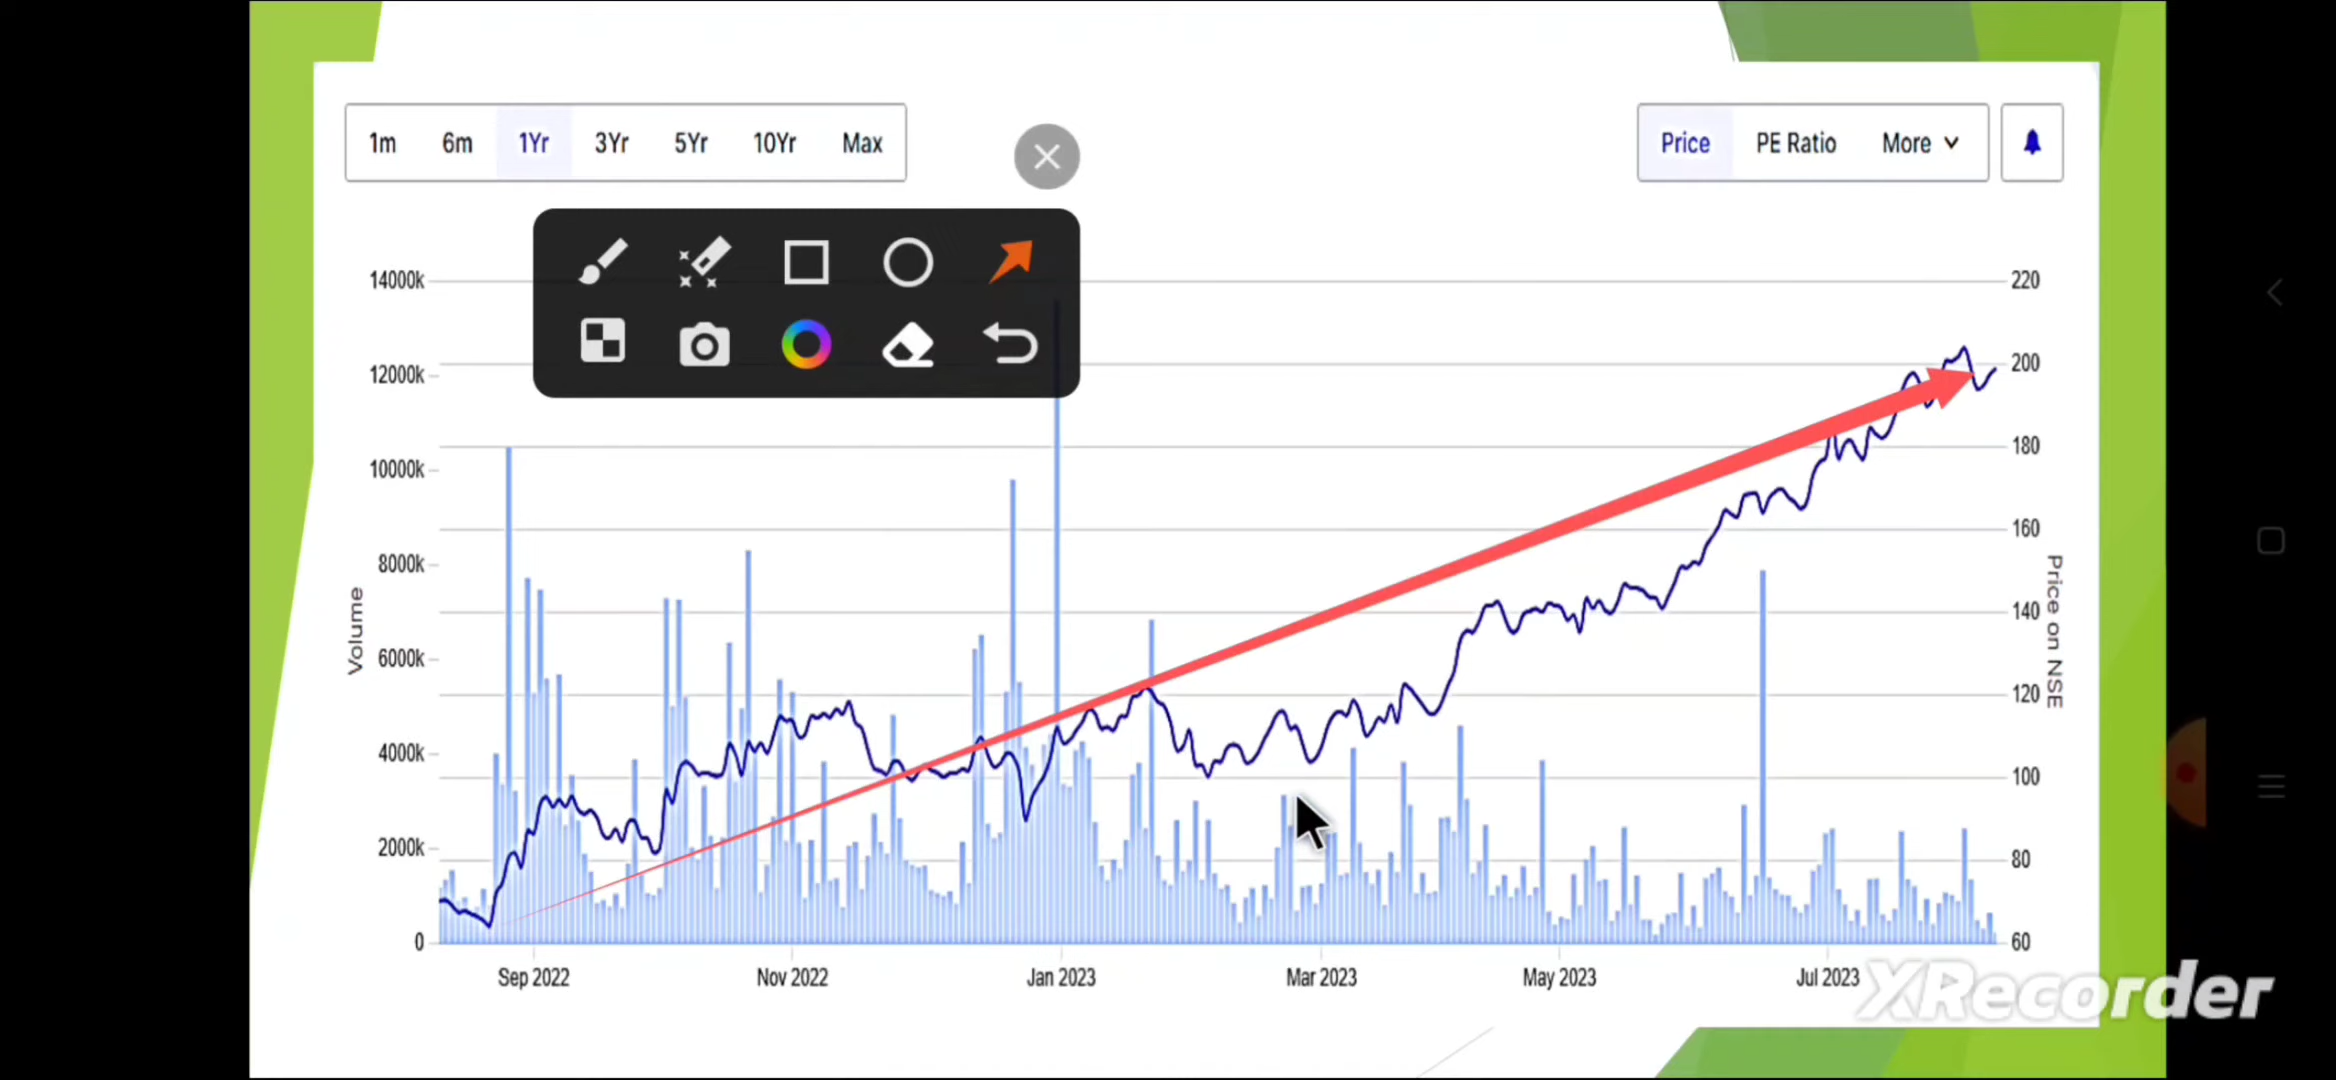 1m 6m 1Yr 3Yr 5Yr 10Yr Max
Price PE Ratio More
14000k 220
12000k 200
10000k 180
8000k 160
6000k 140
4000k 120
2000k 100
0 80
60
Volume
Price on NSE
Sep 2022 Nov 2022 Jan 2023 Mar 2023 May 2023 Jul 2023
XRecorder